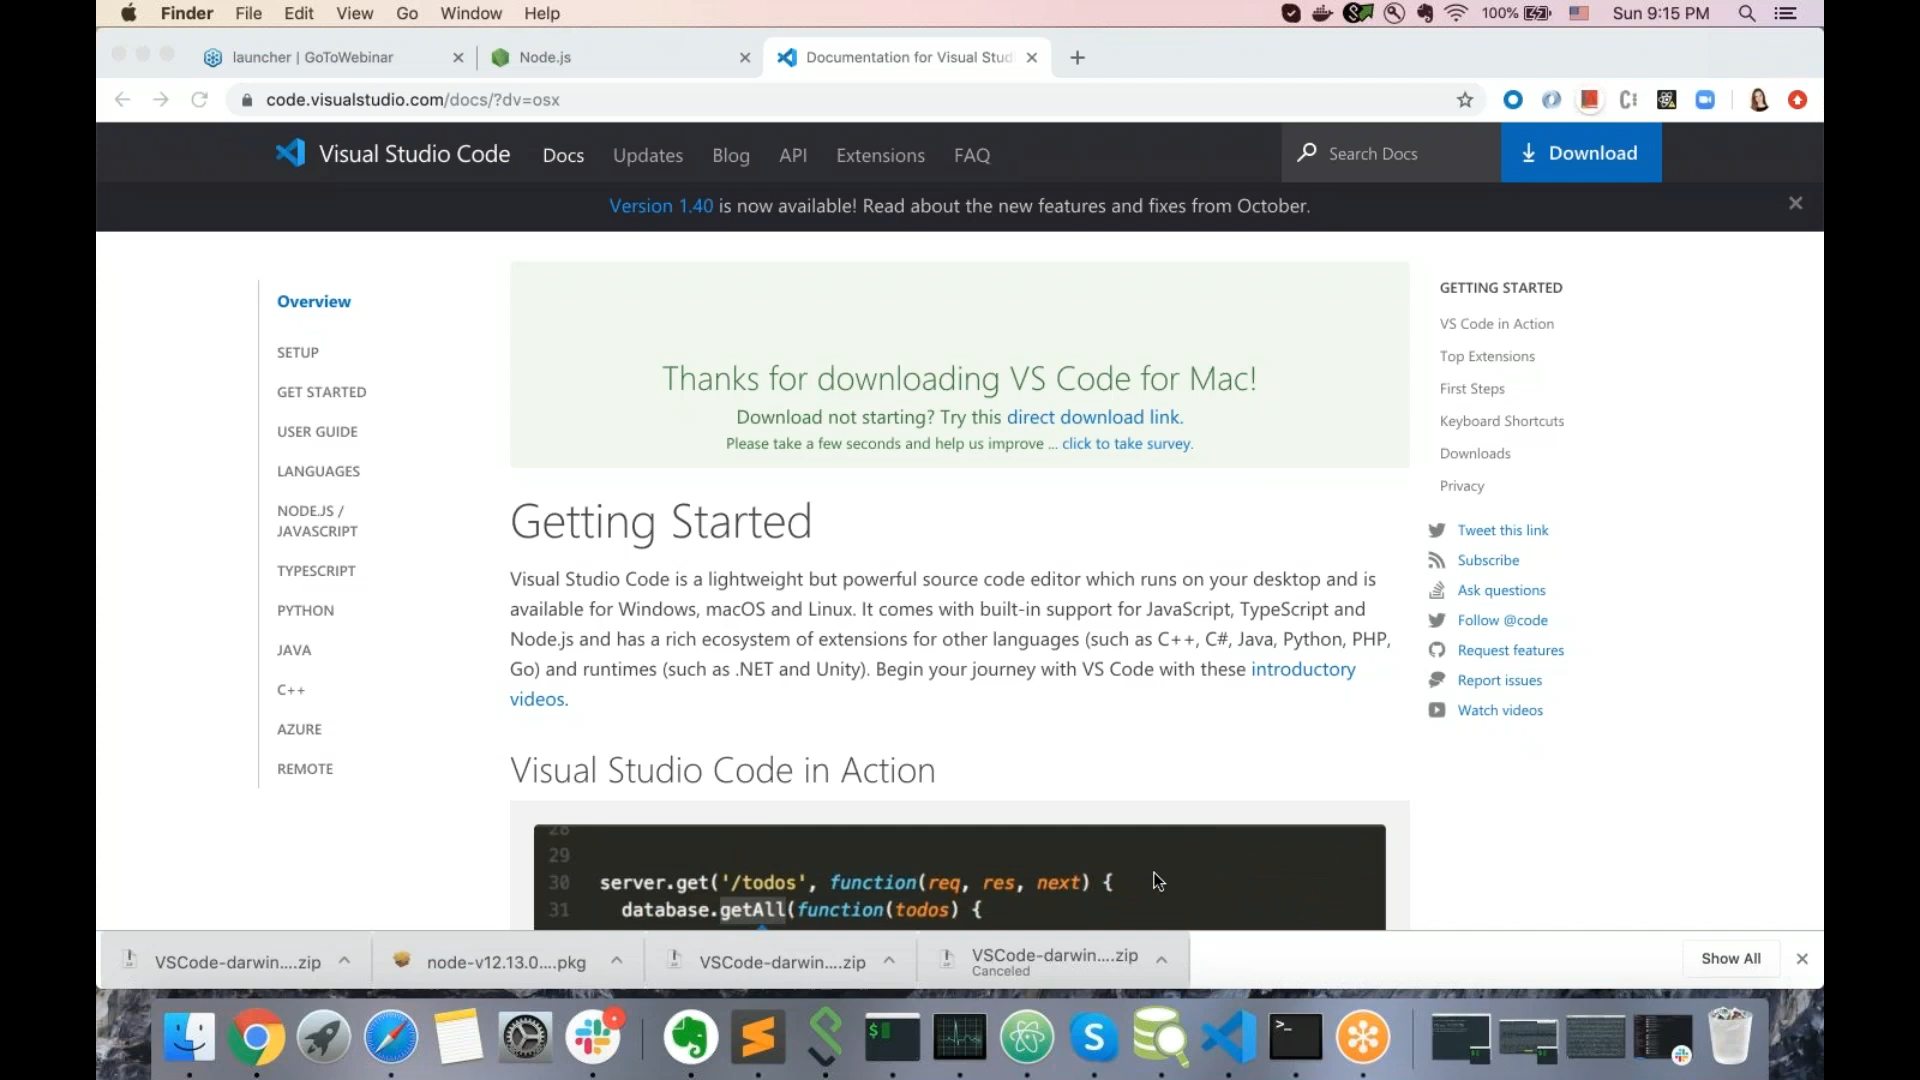 Finder File Edit View Go Window Help
100% Sun 9:15 PM
launcher | GoToWebinar
Node.js
Documentation for Visual Stud
code.visualstudio.com/docs/?dv=osx
Visual Studio Code Docs Updates Blog API Extensions FAQ
Search Docs
Download
Version 1.40 is now available! Read about the new features and fixes from October.
Overview
SETUP
GET STARTED
USER GUIDE
LANGUAGES
NODE.JS /
JAVASCRIPT
TYPESCRIPT
PYTHON
JAVA
C++
AZURE
REMOTE
Thanks for downloading VS Code for Mac!
Download not starting? Try this direct download link.
Please take a few seconds and help us improve ... click to take survey.
Getting Started
Visual Studio Code is a lightweight but powerful source code editor which runs on your desktop and is
available for Windows, macOS and Linux. It comes with built-in support for JavaScript, TypeScript and
Node.js and has a rich ecosystem of extensions for other languages (such as C++, C#, Java, Python, PHP,
Go) and runtimes (such as .NET and Unity). Begin your journey with VS Code with these introductory
videos.
Visual Studio Code in Action
28
29
30 server.get('/todos', function(req, res, next) {
31 database.getAll(function(todos) {
GETTING STARTED
VS Code in Action
Top Extensions
First Steps
Keyboard Shortcuts
Downloads
Privacy
Tweet this link
Subscribe
Ask questions
Follow @code
Request features
Report issues
Watch videos
VSCode-darwin....zip
node-v12.13.0....pkg
VSCode-darwin....zip
VSCode-darwin....zip
Canceled
Show All